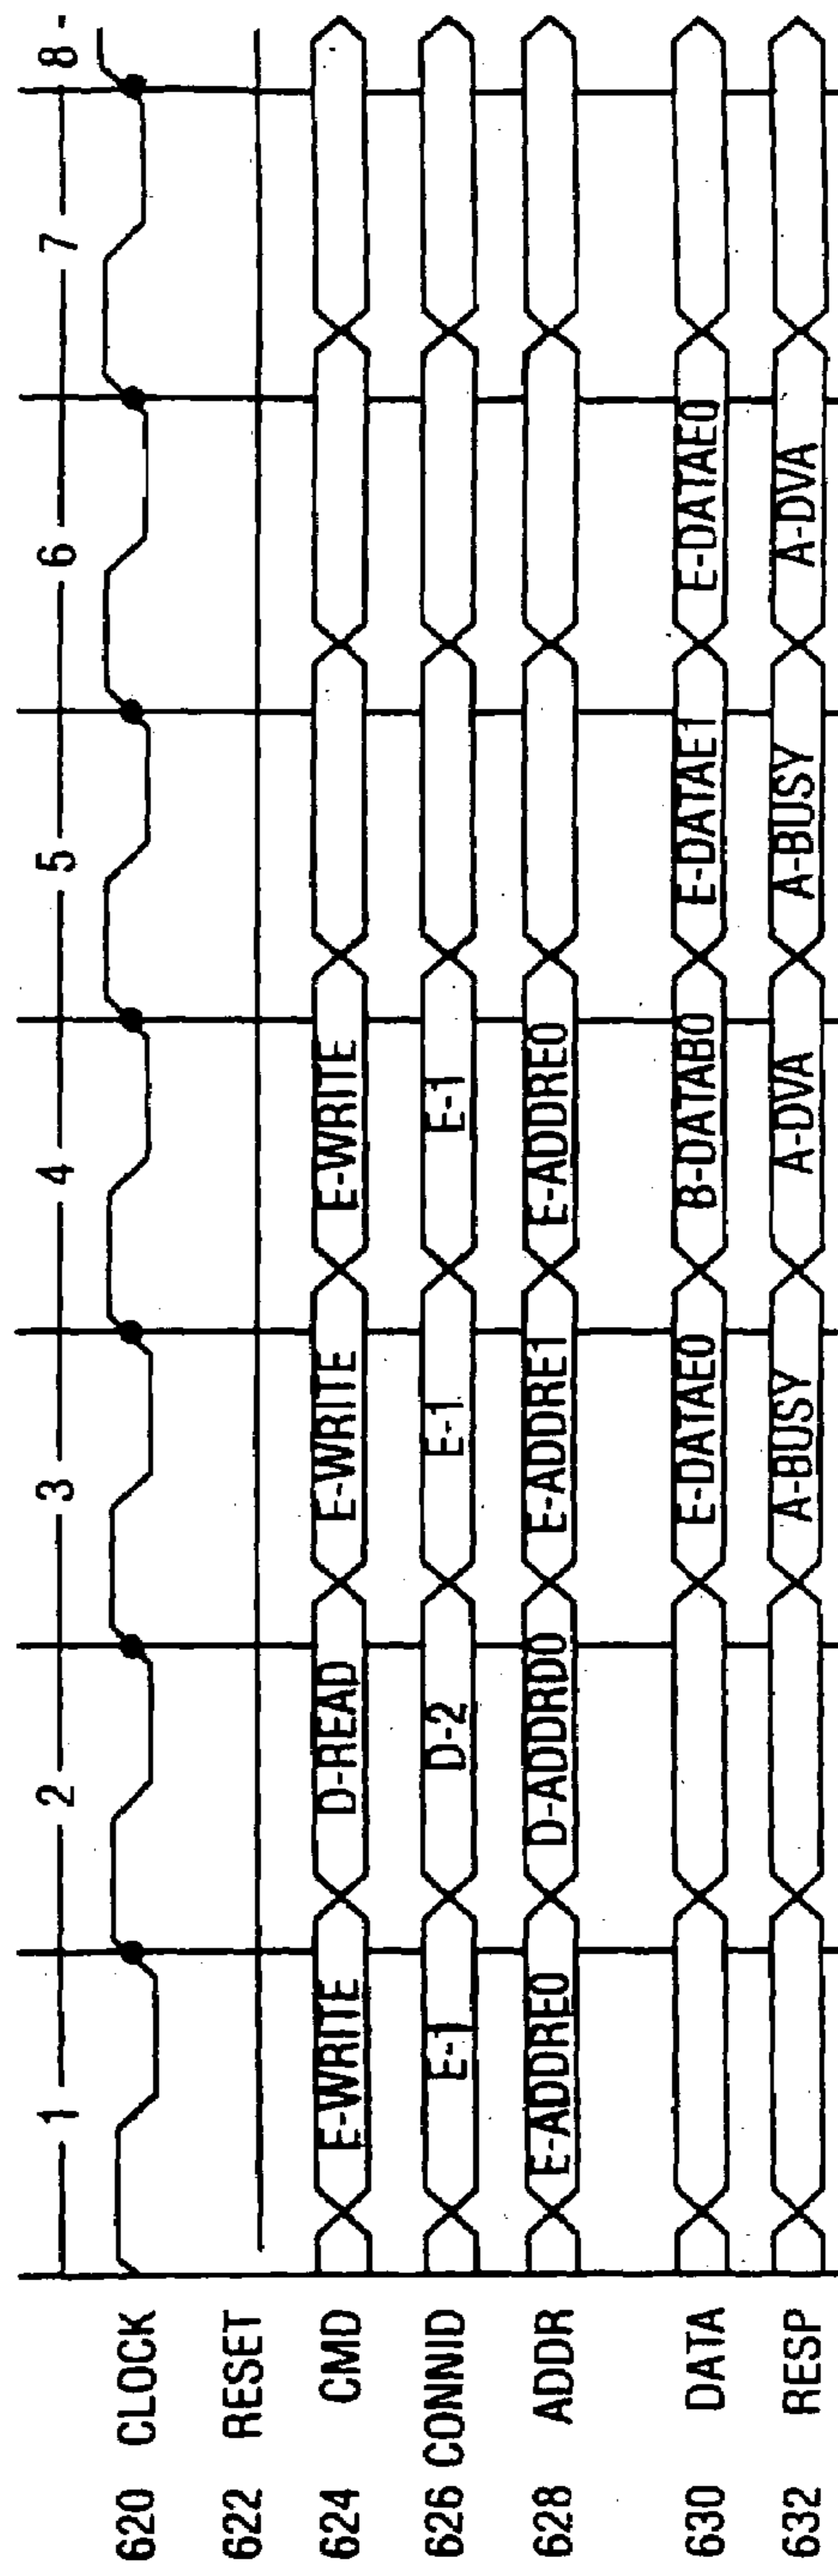 1 2 3 4 5 6 7 8
620 CLOCK
622 RESET
624 CMD E-WRITE D-READ E-WRITE E-WRITE
626 CONNID E-1 D-2 E-1 E-1
628 ADDR E-ADDRE0 D-ADDRD0 E-ADDRE1 E-ADDRE0
630 DATA E-DATAE0 B-DATAB0 E-DATAE1 E-DATAE0
632 RESP A-BUSY A-DVA A-BUSY A-DVA